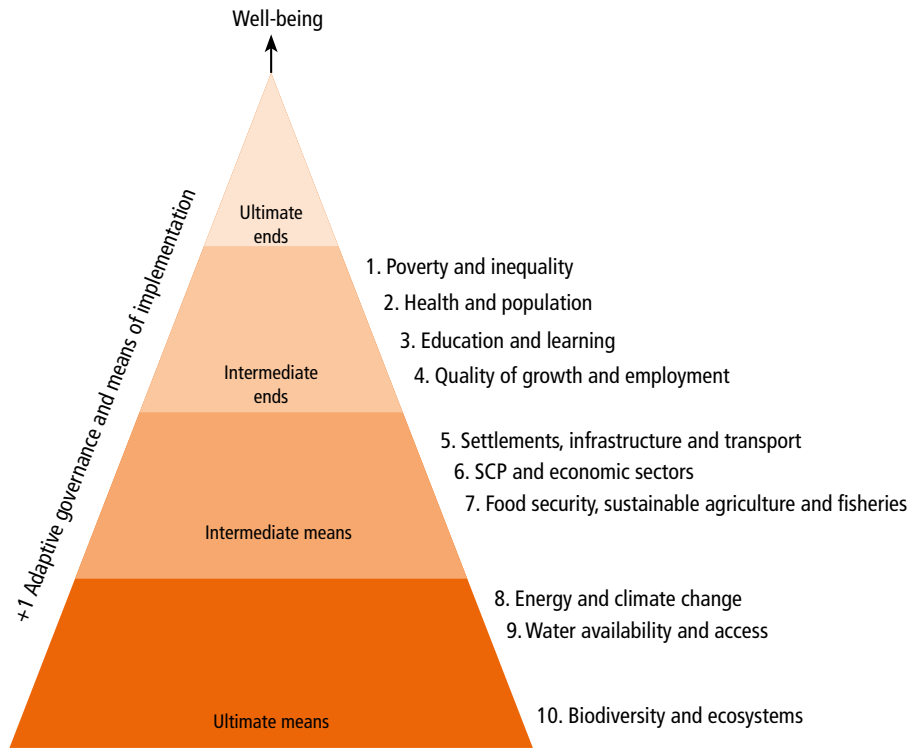 Well-being
+1 Adaptive governance and means of implementation
Ultimate
ends
1. Poverty and inequality
2. Health and population
3. Education and learning
4. Quality of growth and employment
Intermediate
ends
5. Settlements, infrastructure and transport
6. SCP and economic sectors
7. Food security, sustainable agriculture and fisheries
Intermediate means
8. Energy and climate change
9. Water availability and access
10. Biodiversity and ecosystems
Ultimate means